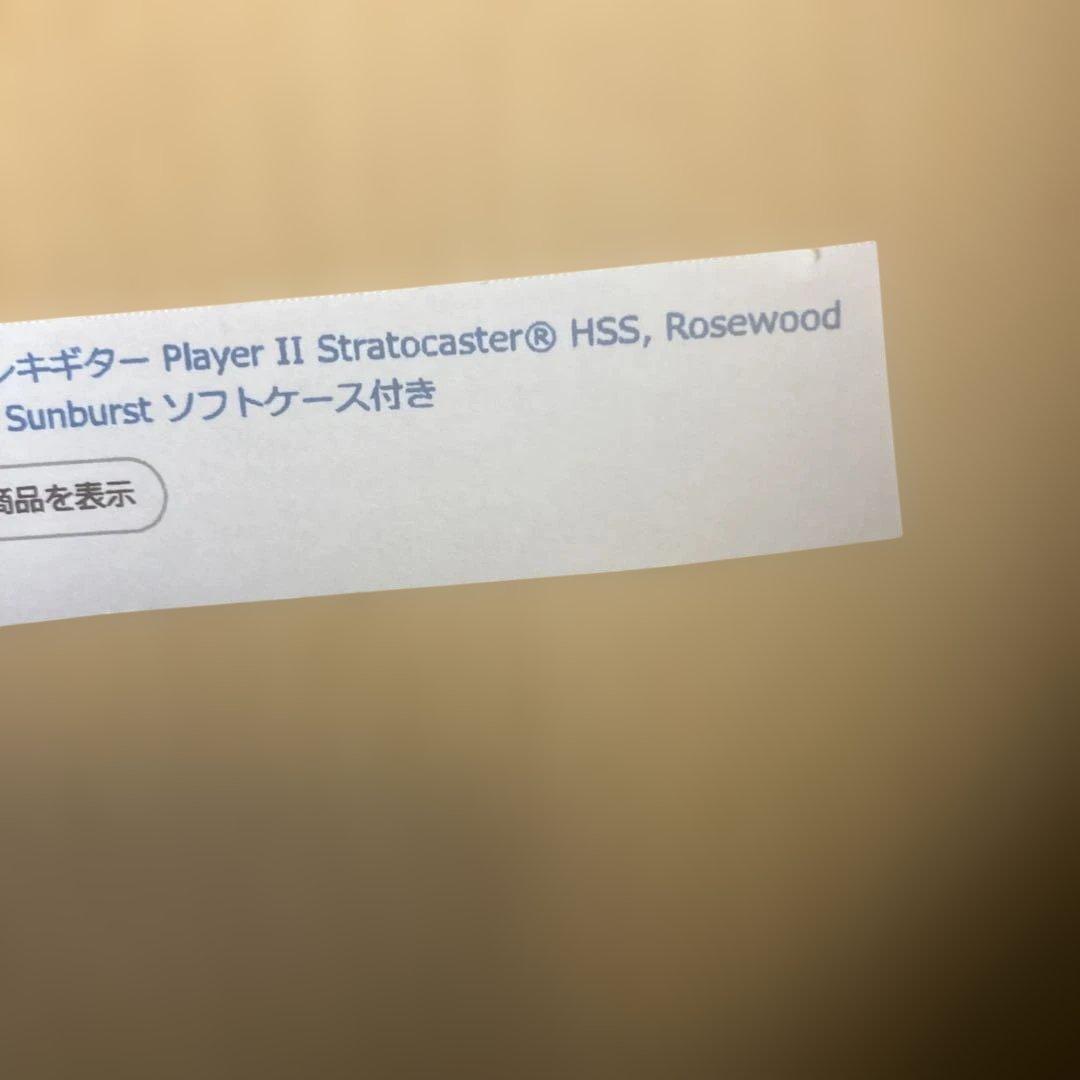 レキギター Player II Stratocaster® HSS, Rosewood
Sunburst ソフトケース付き
商品を表示